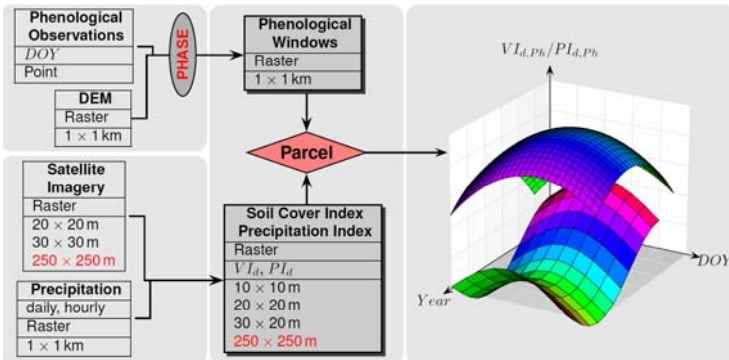 Phenological
Observations
DOY
Point
DEM
Raster
1 × 1 km
PHASE
Phenological
Windows
Raster
1 × 1 km
Parcel
Satellite
Imagery
Raster
20 × 20 m
30 × 30 m
250 × 250 m
Precipitation
daily, hourly
Raster
1 × 1 km
Soil Cover Index
Precipitation Index
Raster
VI_d, PI_d
10 × 10 m
20 × 20 m
30 × 20 m
250 × 250 m
VI_{d,Ph}/PI_{d,Ph}
DOY
Year